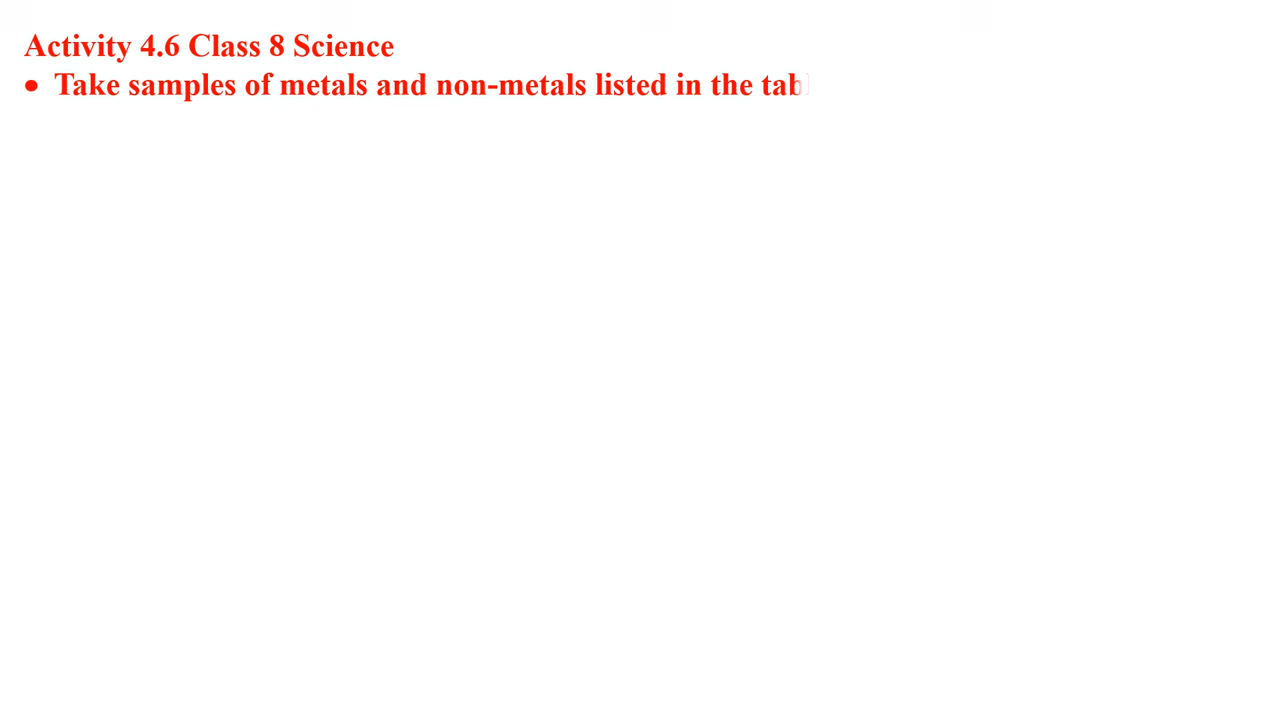 Activity 4.6 Class 8 Science
• Take samples of metals and non-metals listed in the tab